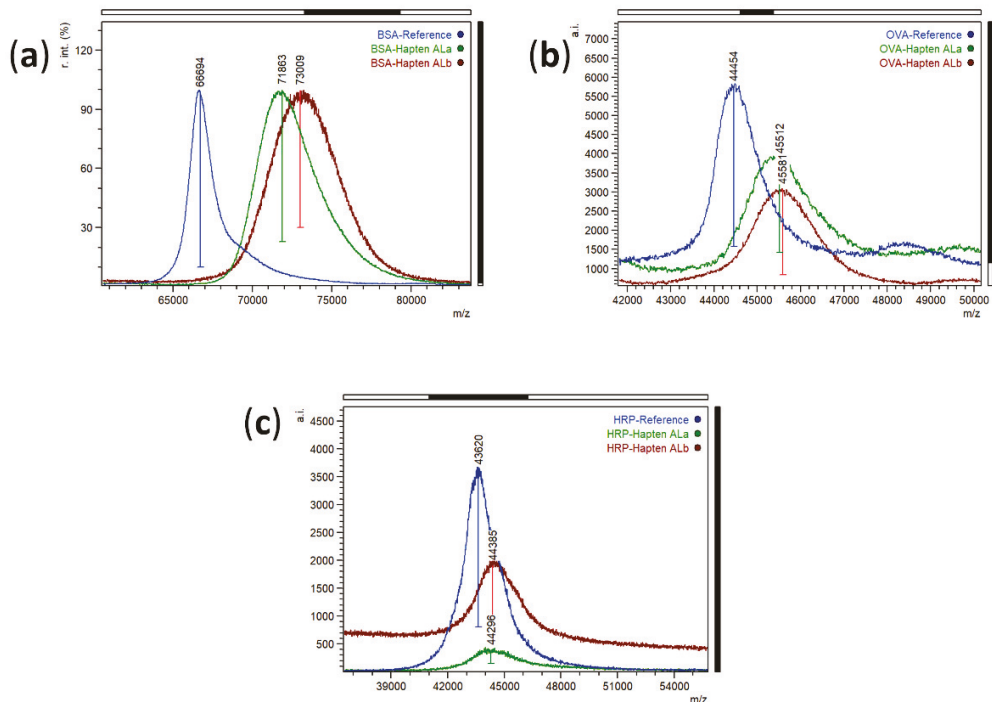 (a)
r. int. (%)
120
90
60
30
65000 70000 75000 80000
m/z
66694
71863
73009
BSA-Reference
BSA-Hapten ALa
BSA-Hapten ALb
(b)
a.i.
7000
6500
6000
5500
5000
4500
4000
3500
3000
2500
2000
1500
1000
42000 43000 44000 45000 46000 47000 48000 49000 50000
m/z
44454
45581
45512
OVA-Reference
OVA-Hapten ALa
OVA-Hapten ALb
(c)
a.i.
4500
4000
3500
3000
2500
2000
1500
1000
500
39000 42000 45000 48000 51000 54000
m/z
43620
44385
44296
HRP-Reference
HRP-Hapten ALa
HRP-Hapten ALb